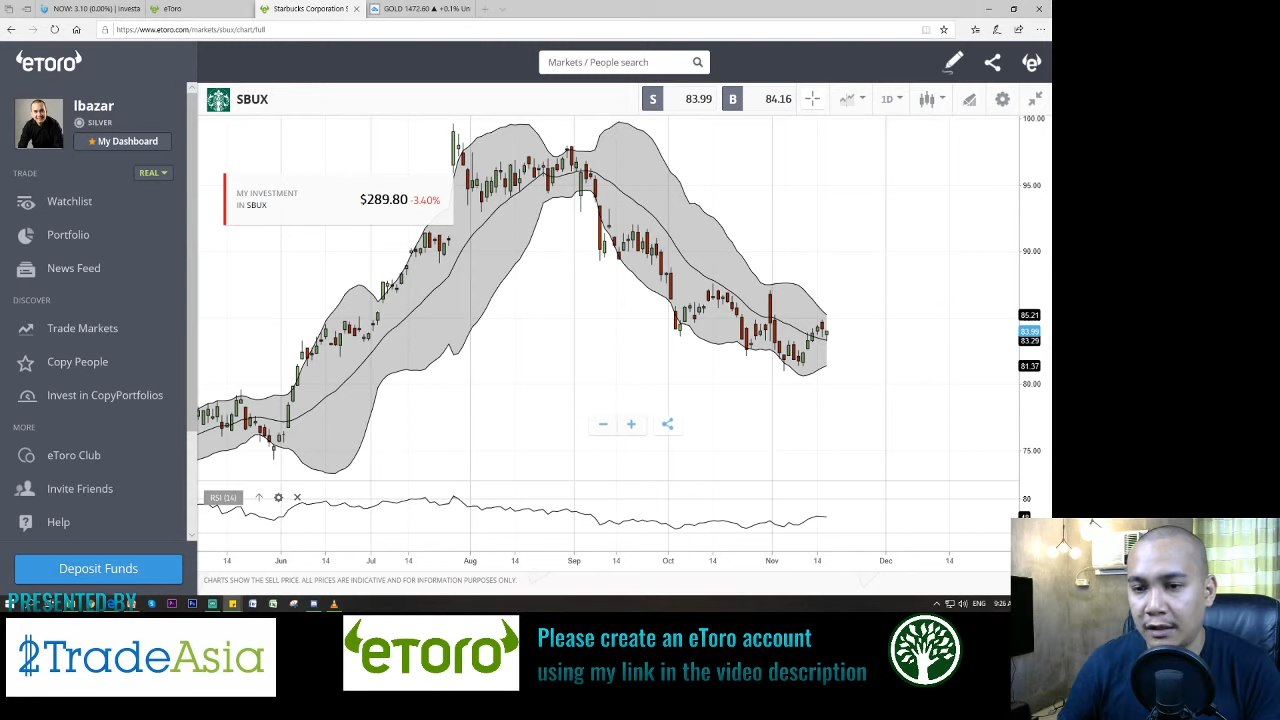 NOW: 3.10 (0.00%) | Investa
eToro
Starbucks Corporation S
GOLD 1472.60 ▲ +0.1% Un
https://www.etoro.com/markets/sbux/chart/full
eToro
Markets / People search
Ibazar
SILVER
My Dashboard
TRADE
REAL
Watchlist
Portfolio
News Feed
DISCOVER
Trade Markets
Copy People
Invest in CopyPortfolios
MORE
eToro Club
Invite Friends
Help
Deposit Funds
SBUX
S 83.99 B 84.16
1D
MY INVESTMENT
IN SBUX
$289.80 -3.40%
100.00
95.00
90.00
85.21
83.99
83.29
81.37
80.00
75.00
RSI (14)
80
14 Jun 14 Jul 14 Aug 14 Sep 14 Oct 14 Nov 14 Dec 14
CHARTS SHOW THE SELL PRICE. ALL PRICES ARE INDICATIVE AND FOR INFORMATION PURPOSES ONLY.
ENG
PRESENTED BY
2TradeAsia
eToro
Please create an eToro account
using my link in the video description